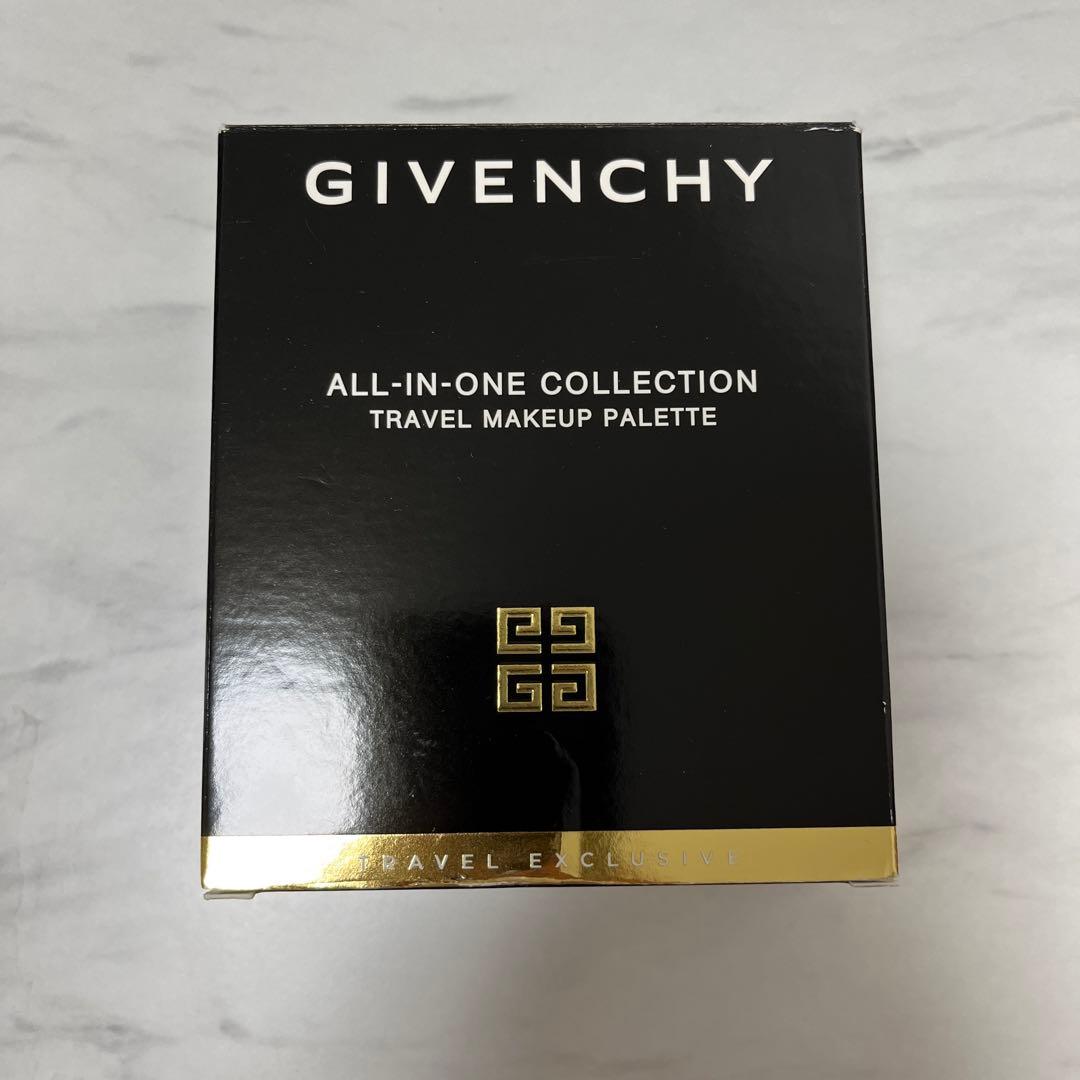 GIVENCHY
ALL-IN-ONE COLLECTION
TRAVEL MAKEUP PALETTE
TRAVEL EXCLUSIVE